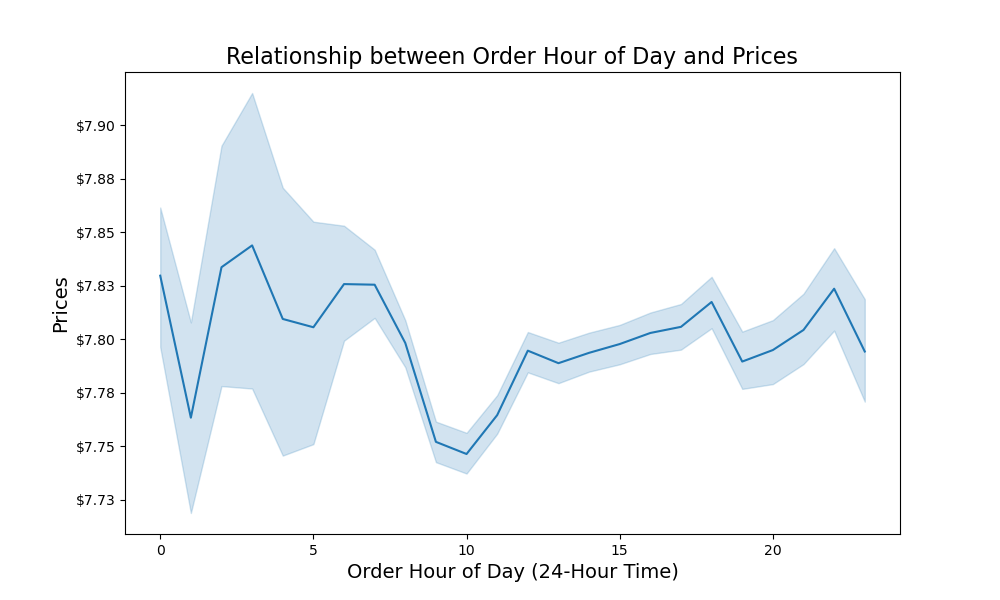 Relationship between Order Hour of Day and Prices
$7.90
$7.88
$7.85
$7.83
$7.80
$7.78
$7.75
$7.73
Prices
0 5 10 15 20
Order Hour of Day (24-Hour Time)